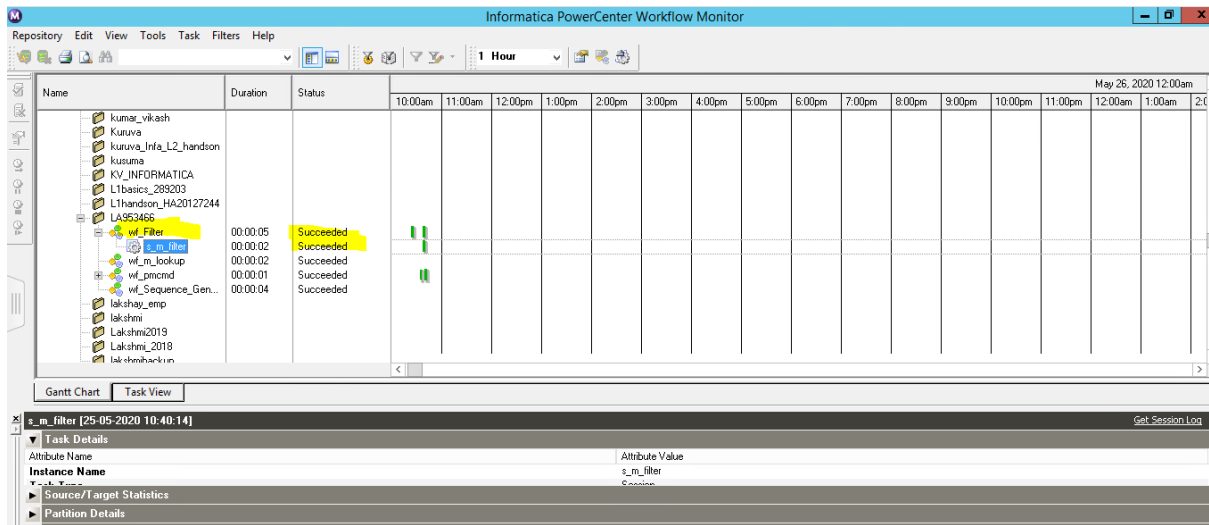 Informatica PowerCenter Workflow Monitor
Repository Edit View Tools Task Filters Help
1 Hour
Name Duration Status May 26, 2020 12:00am
10:00am 11:00am 12:00pm 1:00pm 2:00pm 3:00pm 4:00pm 5:00pm 6:00pm 7:00pm 8:00pm 9:00pm 10:00pm 11:00pm 12:00am 1:00am
kumar_vikash
Kuruva
kuruva_Infa_L2_handson
kusuma
KV_INFORMATICA
L1basics_289203
L1handson_HA20127244
LA953466
wf_Filter 00:00:05 Succeeded
s_m_filter 00:00:02 Succeeded
wf_m_lookup 00:00:02 Succeeded
wf_pmcmd 00:00:01 Succeeded
wf_Sequence_Gen... 00:00:04 Succeeded
lakshay_emp
lakshmi
Lakshmi2019
Lakshmi_2018
lakshmibackup
Gantt Chart Task View
s_m_filter [25-05-2020 10:40:14] Get Session Log
Task Details
Attribute Name Attribute Value
Instance Name s_m_filter
Task Type Session
Source/Target Statistics
Partition Details